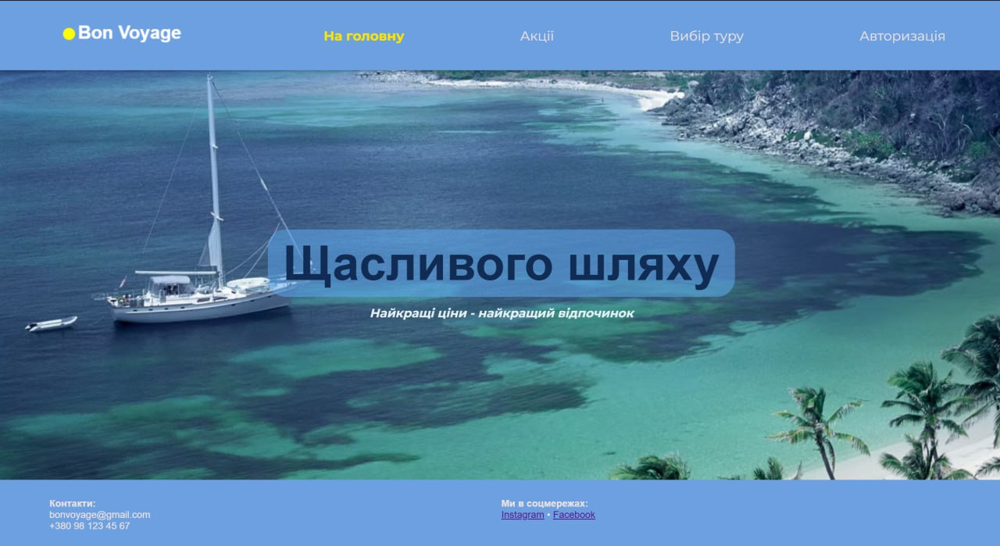 Bon Voyage
На головну
Акції
Вибір туру
Авторизація
Щасливого шляху
Найкращі ціни - найкращий відпочинок
Контакти:
bonvoyage@gmail.com
+380 98 123 45 67
Ми в соцмережах:
Instagram • Facebook